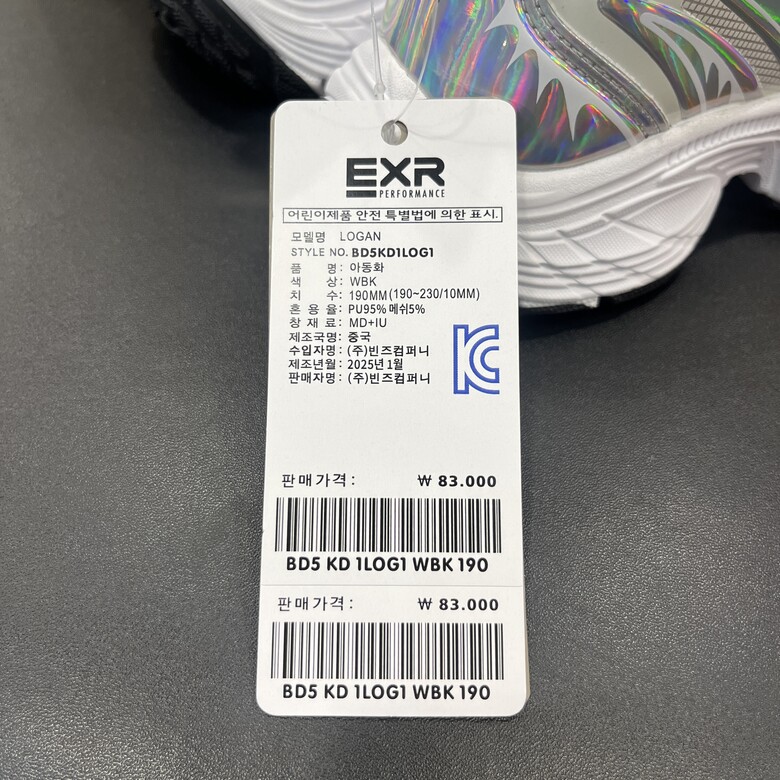 EXR
PERFORMANCE
어린이제품 안전 특별법에 의한 표시.
모델명 LOGAN
STYLE NO. BD5KD1LOG1
품 명: 아동화
색 상: WBK
치 수: 190MM (190~230/10MM)
혼 용 율: PU95% 메쉬5%
창 재 료: MD+IU
제조국명: 중국
수입자명: (주)빈즈컴퍼니
제조년월: 2025년 1월
판매자명: (주)빈즈컴퍼니
KC
판매가격: ₩ 83.000
BD5 KD 1LOG1 WBK 190
판매가격: ₩ 83.000
BD5 KD 1LOG1 WBK 190